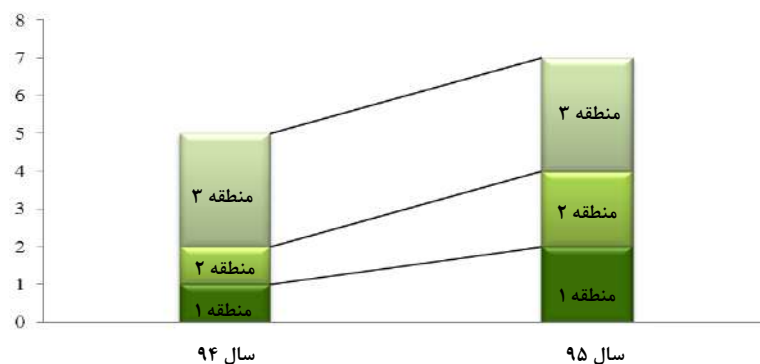 8
7
6
5
4
3
2
1
0
منطقه ۳
منطقه ۲
منطقه ۱
منطقه ۳
منطقه ۲
منطقه ۱
سال ۹۴
سال ۹۵